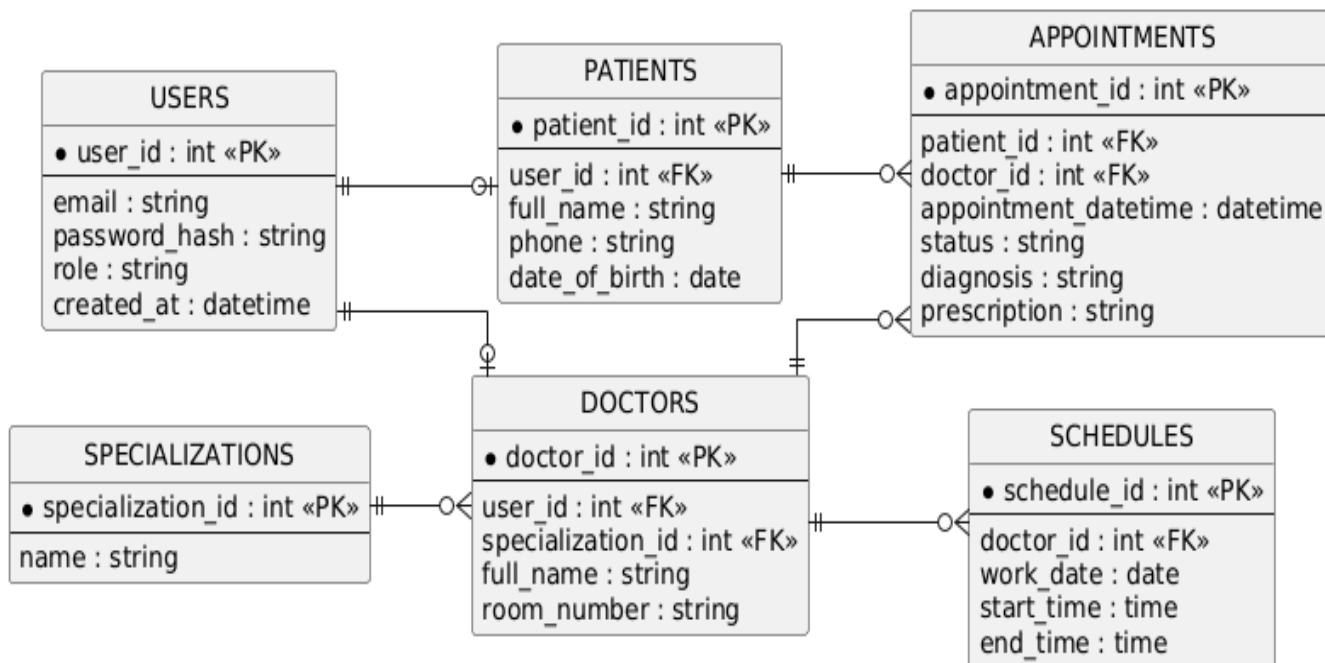 USERS
• user_id : int «PK»
email : string
password_hash : string
role : string
created_at : datetime
PATIENTS
• patient_id : int «PK»
user_id : int «FK»
full_name : string
phone : string
date_of_birth : date
APPOINTMENTS
• appointment_id : int «PK»
patient_id : int «FK»
doctor_id : int «FK»
appointment_datetime : datetime
status : string
diagnosis : string
prescription : string
SPECIALIZATIONS
• specialization_id : int «PK»
name : string
DOCTORS
• doctor_id : int «PK»
user_id : int «FK»
specialization_id : int «FK»
full_name : string
room_number : string
SCHEDULES
• schedule_id : int «PK»
doctor_id : int «FK»
work_date : date
start_time : time
end_time : time